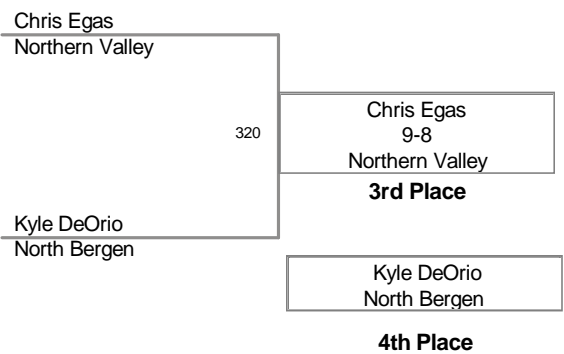 Chris Egas
Northern Valley
320
Chris Egas
9-8
Northern Valley
3rd Place
Kyle DeOrio
North Bergen
Kyle DeOrio
North Bergen
4th Place